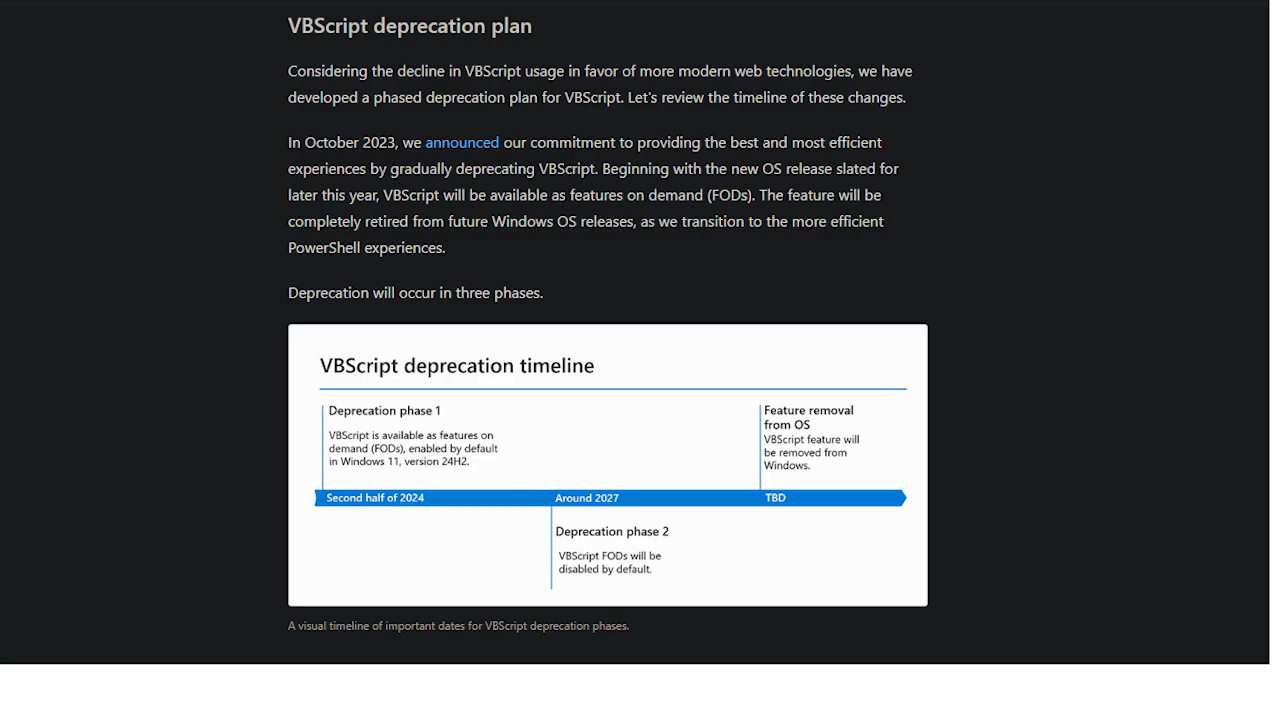 VBScript deprecation plan
Considering the decline in VBScript usage in favor of more modern web technologies, we have
developed a phased deprecation plan for VBScript. Let's review the timeline of these changes.
In October 2023, we announced our commitment to providing the best and most efficient
experiences by gradually deprecating VBScript. Beginning with the new OS release slated for
later this year, VBScript will be available as features on demand (FODs). The feature will be
completely retired from future Windows OS releases, as we transition to the more efficient
PowerShell experiences.
Deprecation will occur in three phases.
VBScript deprecation timeline
Deprecation phase 1
VBScript is available as features on
demand (FODs), enabled by default
in Windows 11, version 24H2.
Feature removal
from OS
VBScript feature will
be removed from
Windows.
Second half of 2024
Around 2027
TBD
Deprecation phase 2
VBScript FODs will be
disabled by default.
A visual timeline of important dates for VBScript deprecation phases.